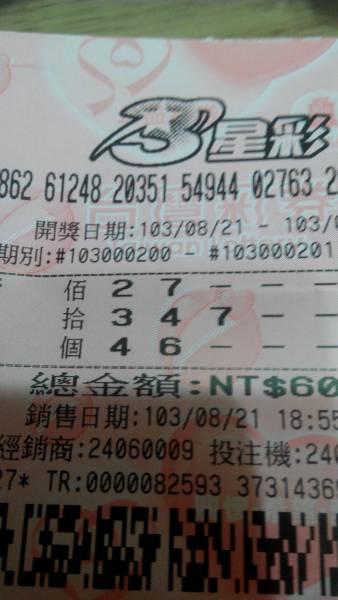 3星彩
862 61248 20351 54944 02763 2
開獎日期:103/08/21 - 103/0
期別:#103000200 - #103000201
佰 2 7 - - -
拾 3 4 7 - -
個 4 6 - - -
總金額:NT$60
銷售日期:103/08/21 18:55
經銷商:24060009 投注機:240
27* TR:0000082593 37314369